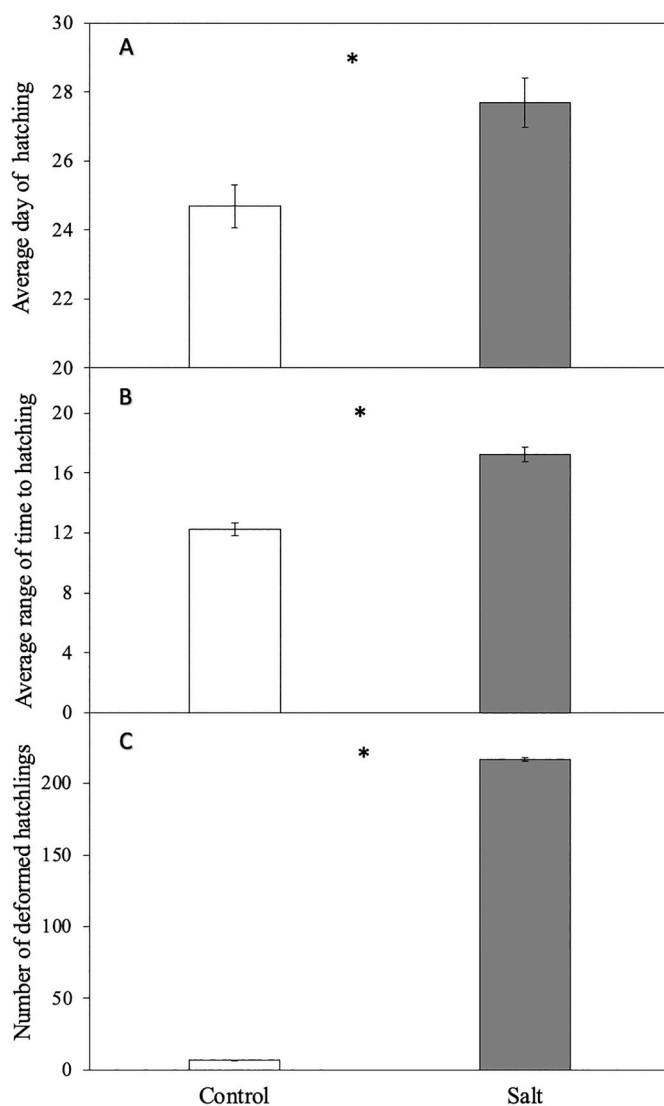 A
*
Average day of hatching
30
28
26
24
22
20
B
*
Average range of time to hatching
20
16
12
8
4
0
C
*
Number of deformed hatchlings
200
150
100
50
0
Control
Salt